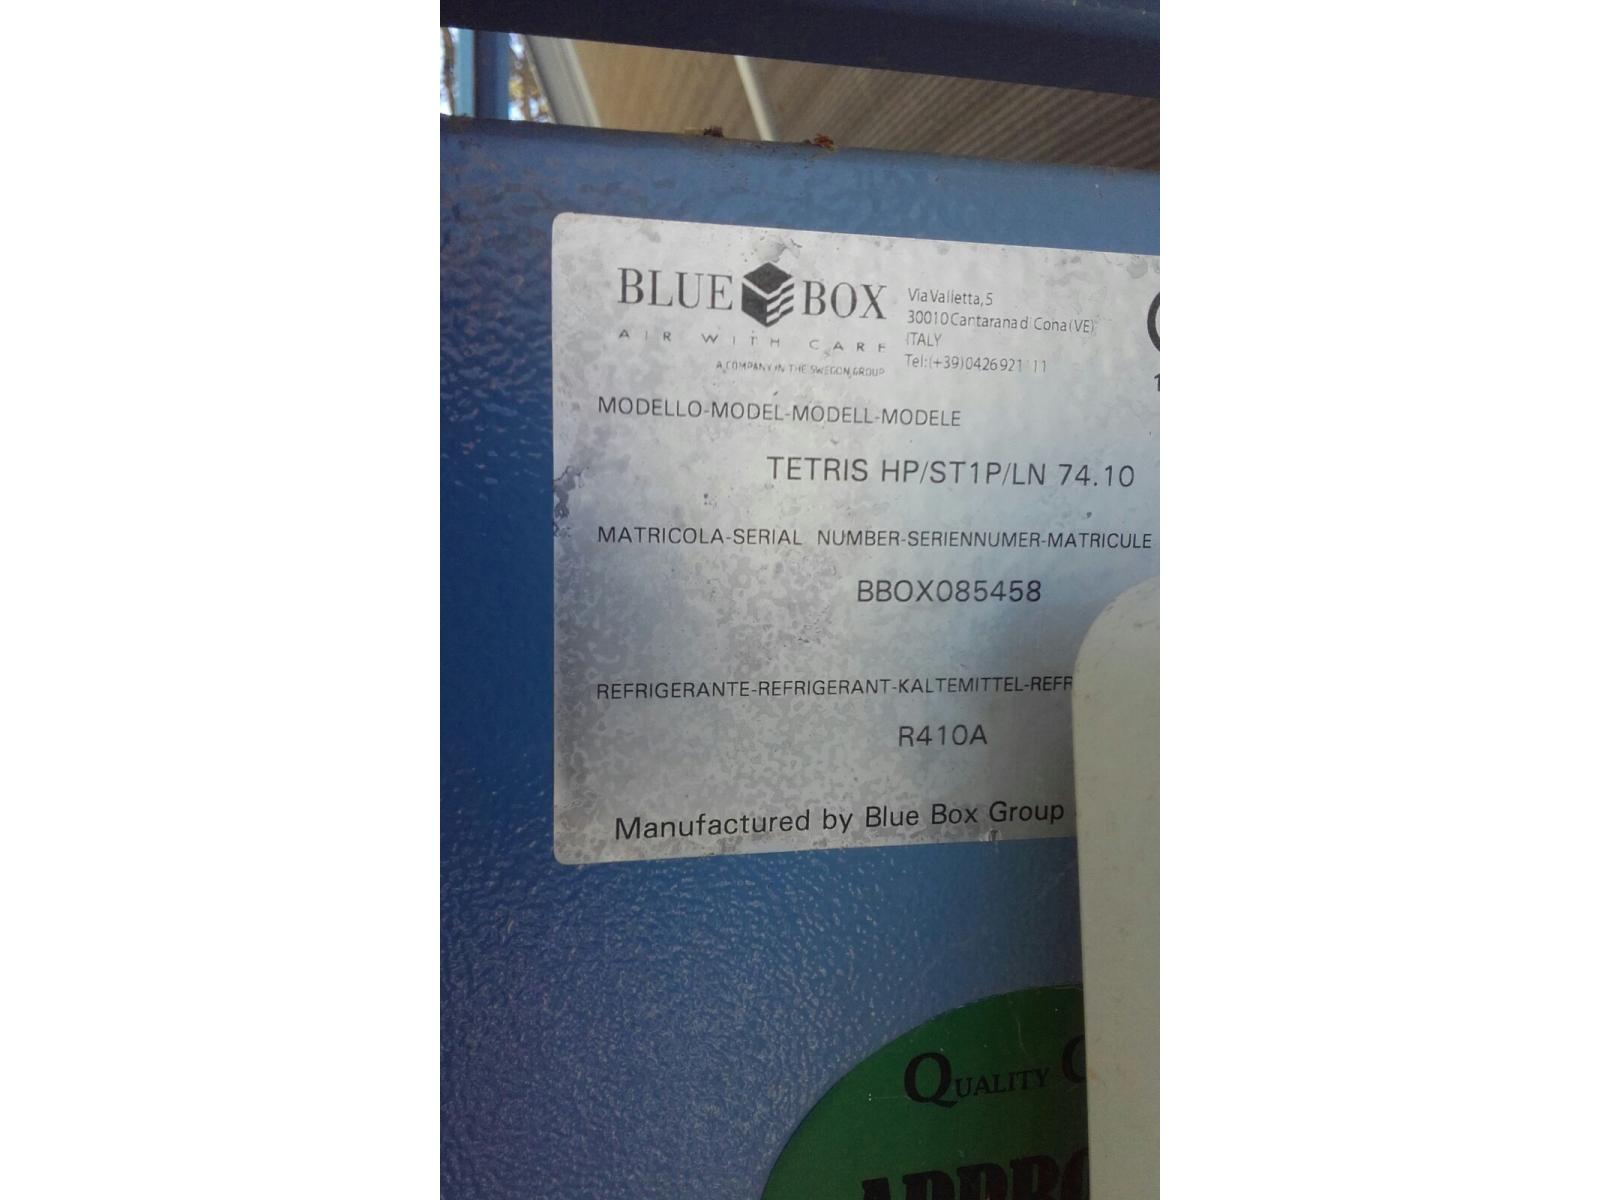 BLUE BOX
AIR WITH CARE
A COMPANY IN THE SWEGON GROUP
Via Valletta, 5
30010 Cantarana d' Cona (VE)
ITALY
Tel: (+39) 0426 921 11
MODELLO-MODEL-MODELL-MODELE
TETRIS HP/ST1P/LN 74.10
MATRICOLA-SERIAL NUMBER-SERIENNUMER-MATRICULE
BBOX085458
REFRIGERANTE-REFRIGERANT-KALTEMITTEL-REFR
R410A
Manufactured by Blue Box Group
QUALITY C
APPRO